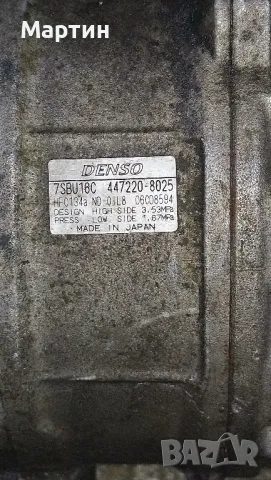 Мартин
DENSO
7SBU16C 447220-8025
HFC134a ND-OIL8 06C08594
DESIGN HIGH SIDE 3.53MPa
PRESS LOW SIDE 1.67MPa
MADE IN JAPAN
BAZAR